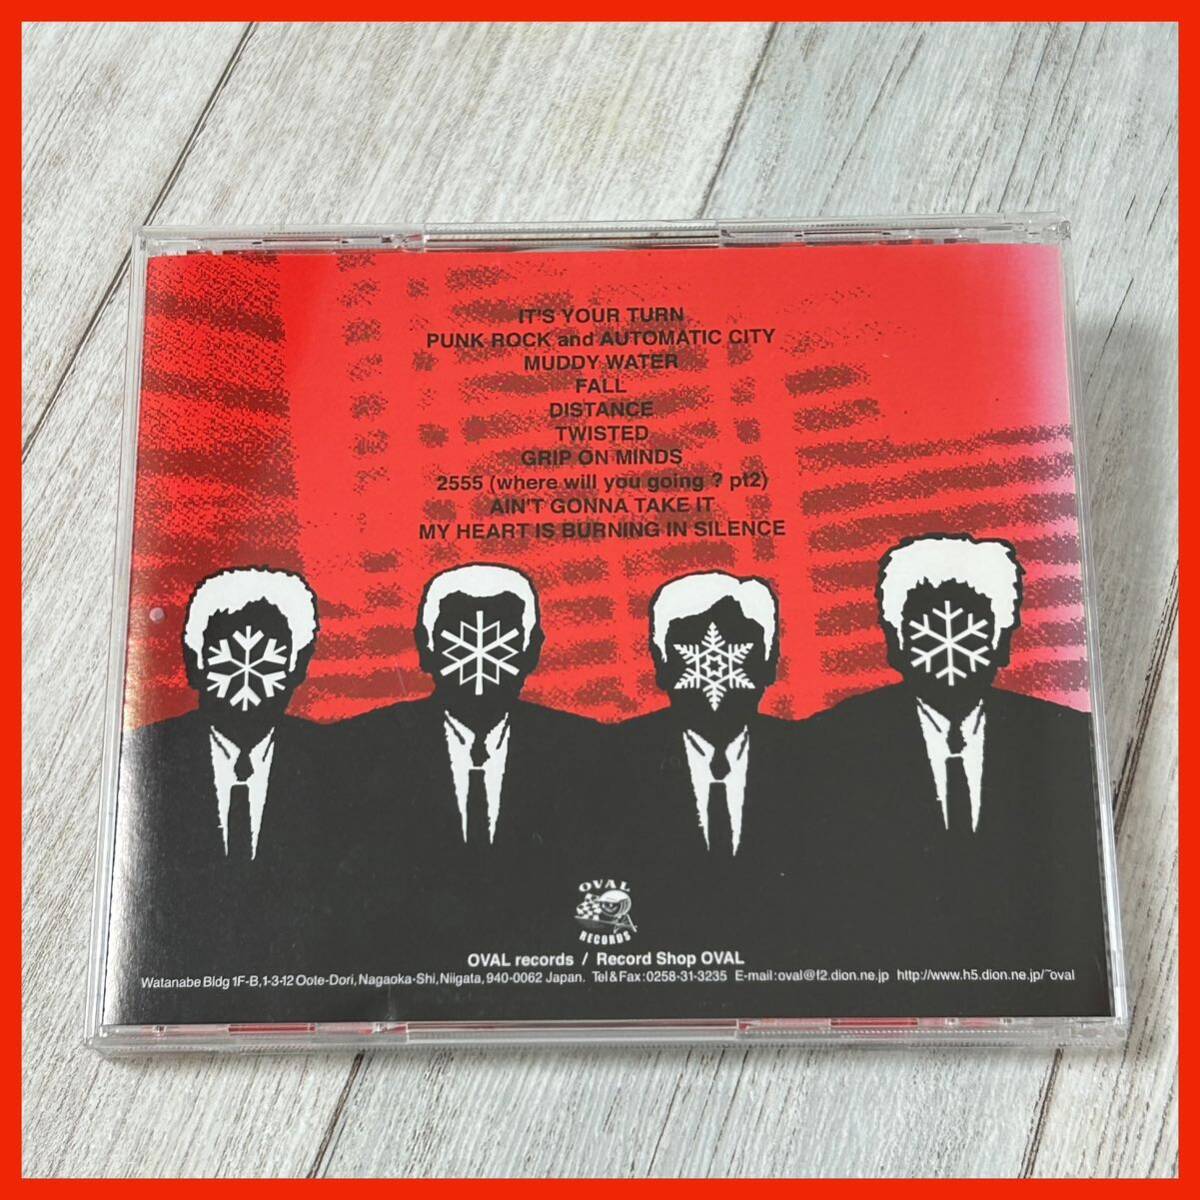 IT'S YOUR TURN
PUNK ROCK and AUTOMATIC CITY
MUDDY WATER
FALL
DISTANCE
TWISTED
GRIP ON MINDS
2555 (where will you going ? pt2)
AIN'T GONNA TAKE IT
MY HEART IS BURNING IN SILENCE
OVAL
RECORDS
OVAL records / Record Shop OVAL
Watanabe Bldg 1F-B,1-3-12 Oote-Dori, Nagaoka-Shi, Niigata, 940-0062 Japan. Tel & Fax : 0258-31-3235 E-mail : oval@f2.dion.ne.jp http://www.h5.dion.ne.jp/~oval